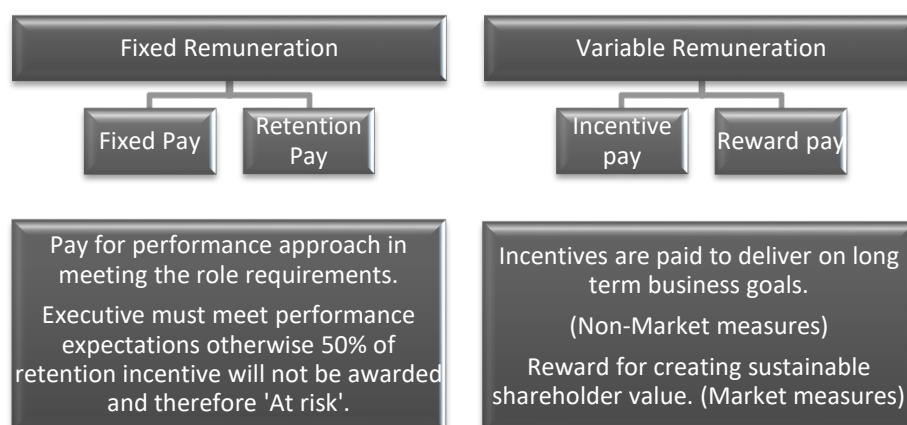 Fixed Remuneration
Fixed Pay
Retention
Pay
Variable Remuneration
Incentive
pay
Reward pay
Pay for performance approach in
meeting the role requirements.
Executive must meet performance
expectations otherwise 50% of
retention incentive will not be awarded
and therefore 'At risk'.
Incentives are paid to deliver on long
term business goals.
(Non-Market measures)
Reward for creating sustainable
shareholder value. (Market measures)